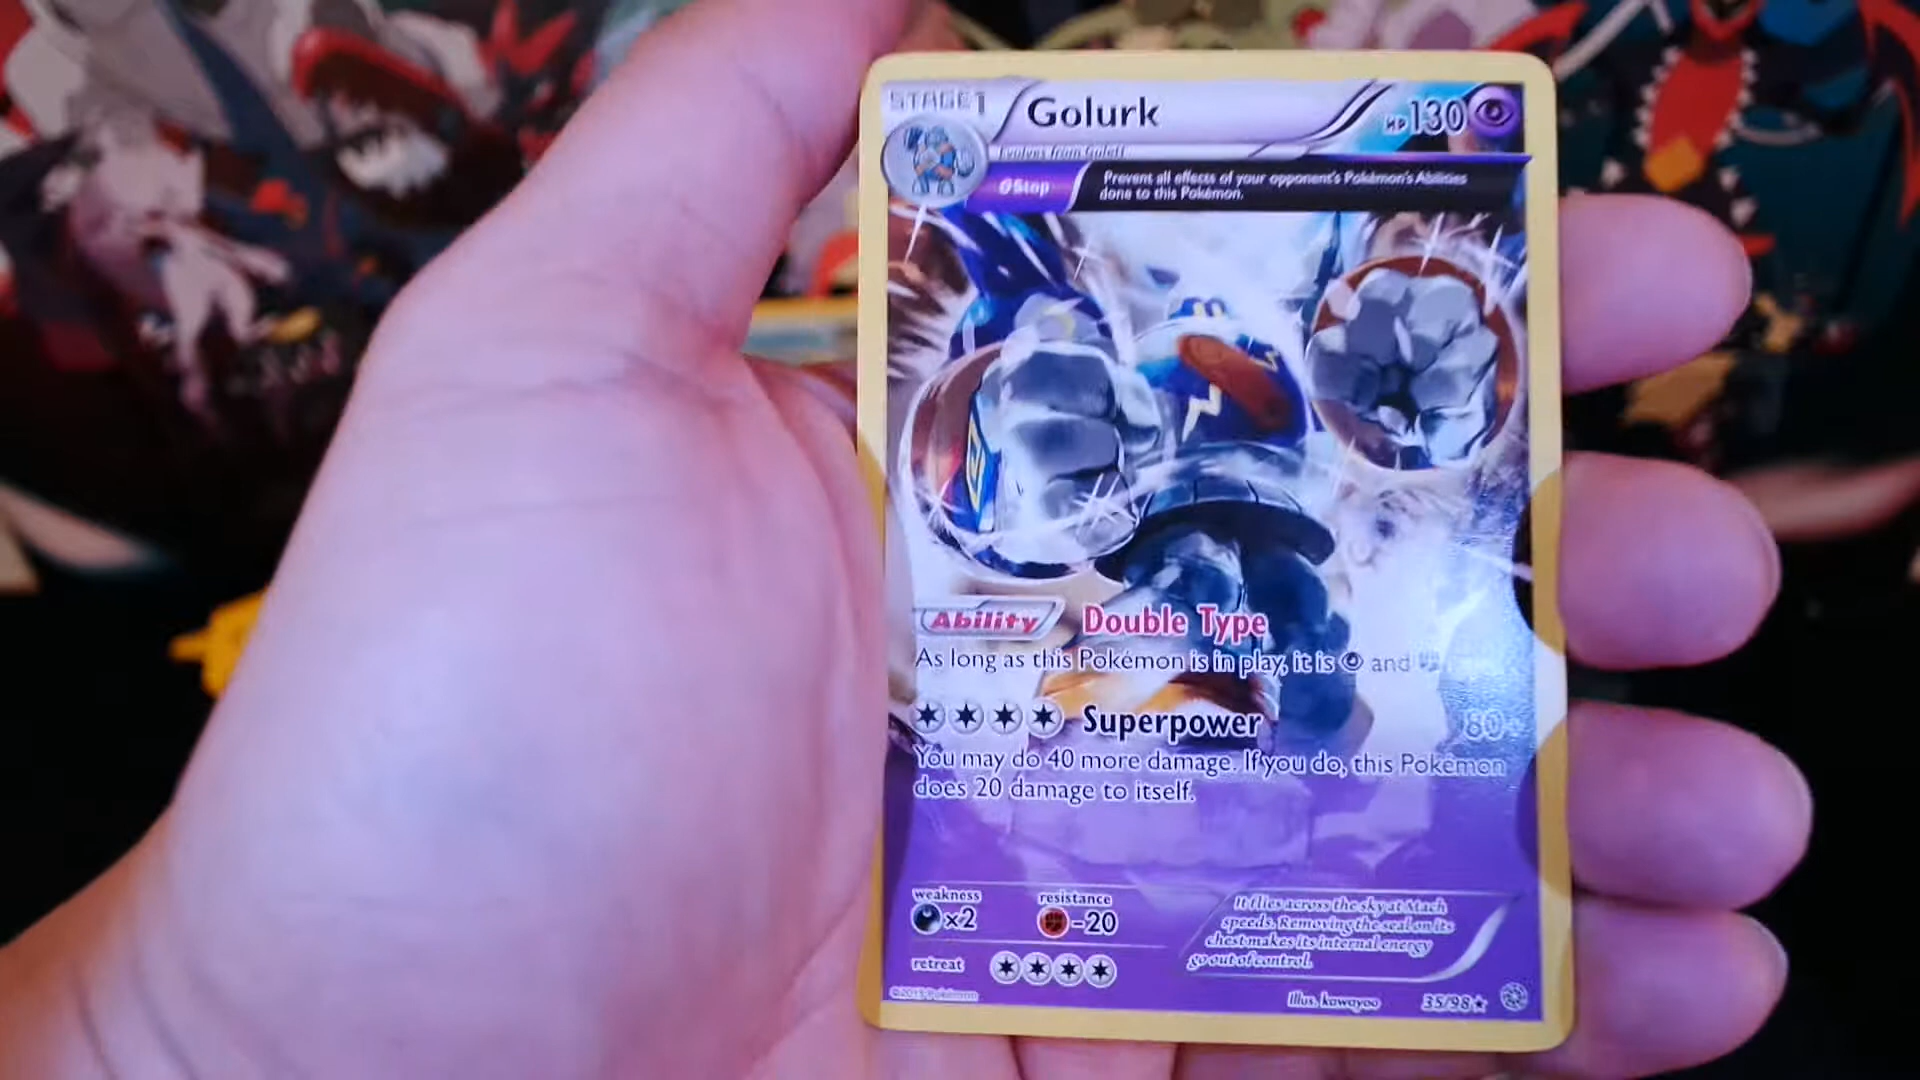 STAGE1 Golurk HP130
Evolves from Golett
θStop Prevent all effects of your opponent's Pokémon's Abilities
done to this Pokémon.
Ability Double Type
As long as this Pokémon is in play, it is and
Superpower 80+
You may do 40 more damage. If you do, this Pokémon
does 20 damage to itself.
weakness resistance
×2 -20
retreat
It flies across the sky at Mach
speeds. Removing the seal on its
chest makes its internal energy
go out of control.
©2015 Pokémon
Illus. kawayoo 35/98★